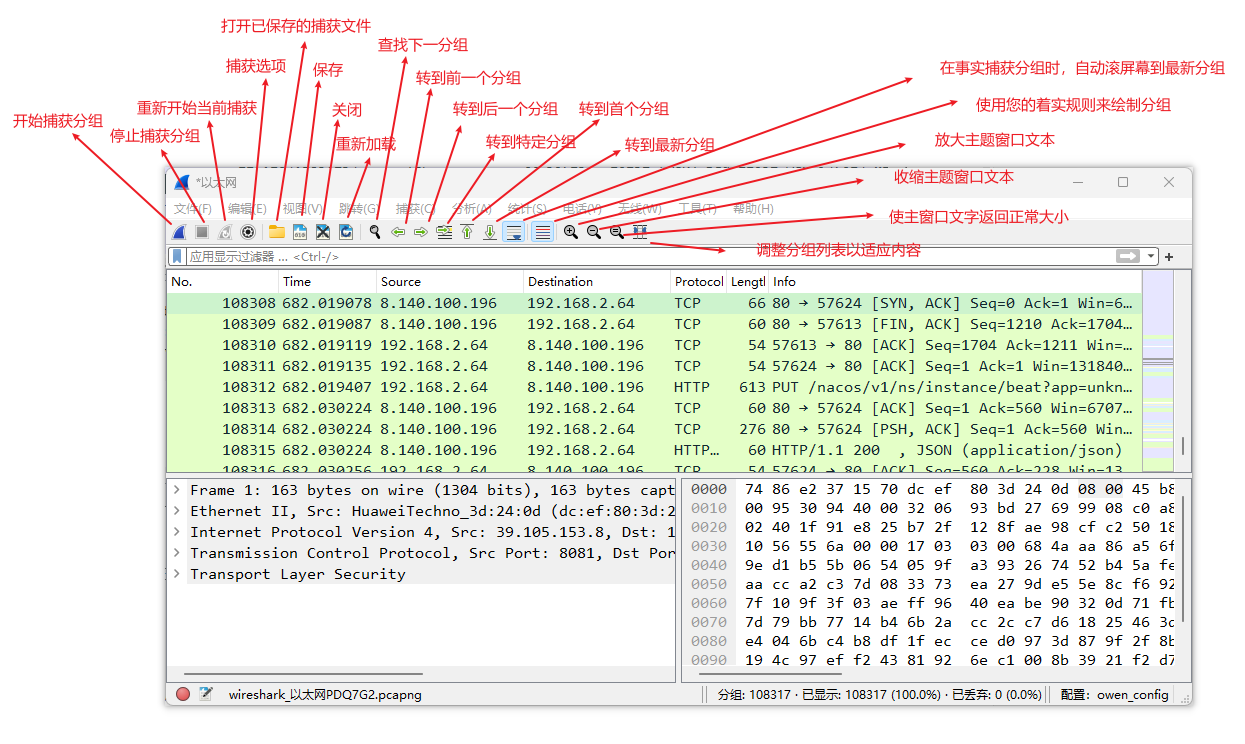 打开已保存的捕获文件
查找下一分组
捕获选项
保存
转到前一个分组
在事实捕获分组时，自动滚屏幕到最新分组
重新开始当前捕获
关闭
转到后一个分组
转到首个分组
使用您的着实规则来绘制分组
开始捕获分组
停止捕获分组
重新加载
转到特定分组
转到最新分组
放大主题窗口文本
收缩主题窗口文本
*以太网
文件(F) 编辑(E) 视图(V) 跳转(G) 捕获(C) 分析(A) 统计(S) 电话(Y) 无线(W) 工具(T) 帮助(H)
使主窗口文字返回正常大小
调整分组列表以适应内容
应用显示过滤器 … <Ctrl-/>
No. Time Source Destination Protocol Lengtl Info
108308 682.019078 8.140.100.196 192.168.2.64 TCP 66 80 → 57624 [SYN, ACK] Seq=0 Ack=1 Win=6…
108309 682.019087 8.140.100.196 192.168.2.64 TCP 60 80 → 57613 [FIN, ACK] Seq=1210 Ack=1704…
108310 682.019119 192.168.2.64 8.140.100.196 TCP 54 57613 → 80 [ACK] Seq=1704 Ack=1211 Win=…
108311 682.019135 192.168.2.64 8.140.100.196 TCP 54 57624 → 80 [ACK] Seq=1 Ack=1 Win=131840…
108312 682.019407 192.168.2.64 8.140.100.196 HTTP 613 PUT /nacos/v1/ns/instance/beat?app=unkn…
108313 682.030224 8.140.100.196 192.168.2.64 TCP 60 80 → 57624 [ACK] Seq=1 Ack=560 Win=6707…
108314 682.030224 8.140.100.196 192.168.2.64 TCP 276 80 → 57624 [PSH, ACK] Seq=1 Ack=560 Win…
108315 682.030224 8.140.100.196 192.168.2.64 HTTP… 60 HTTP/1.1 200 , JSON (application/json)
108316 682.030256 192.168.2.64 8.140.100.196 TCP 54 57624 → 80 [ACK] Seq=560 Ack=228 Win=13…
Frame 1: 163 bytes on wire (1304 bits), 163 bytes capt
Ethernet II, Src: HuaweiTechno_3d:24:0d (dc:ef:80:3d:2
Internet Protocol Version 4, Src: 39.105.153.8, Dst: 1
Transmission Control Protocol, Src Port: 8081, Dst Por
Transport Layer Security
0000 74 86 e2 37 15 70 dc ef 80 3d 24 0d 08 00 45 b8
0010 00 95 30 94 40 00 32 06 93 bd 27 69 99 08 c0 a8
0020 02 40 1f 91 e8 25 b7 2f 12 8f ae 98 cf c2 50 18
0030 10 56 55 6a 00 00 17 03 03 00 68 4a aa 86 a5 6f
0040 9e d1 b5 5b 06 54 05 9f a3 93 26 74 52 b4 5a fe
0050 aa cc a2 c3 7d 08 33 73 ea 27 9d e5 5e 8c f6 92
0060 7f 10 9f 3f 03 ae ff 96 40 ea be 90 32 0d 71 fb
0070 7d 79 bb 77 14 b4 6b 2a cc 2c c7 d6 18 25 46 3d
0080 e4 04 6b c4 b8 df 1f ec ce d0 97 3d 87 9f 2f 8b
0090 19 4c 97 ef f2 43 81 92 6e c1 00 8b 39 21 f2 d7
wireshark_以太网PDQ7G2.pcapng
分组: 108317 · 已显示: 108317 (100.0%) · 已丢弃: 0 (0.0%)
配置: owen_config